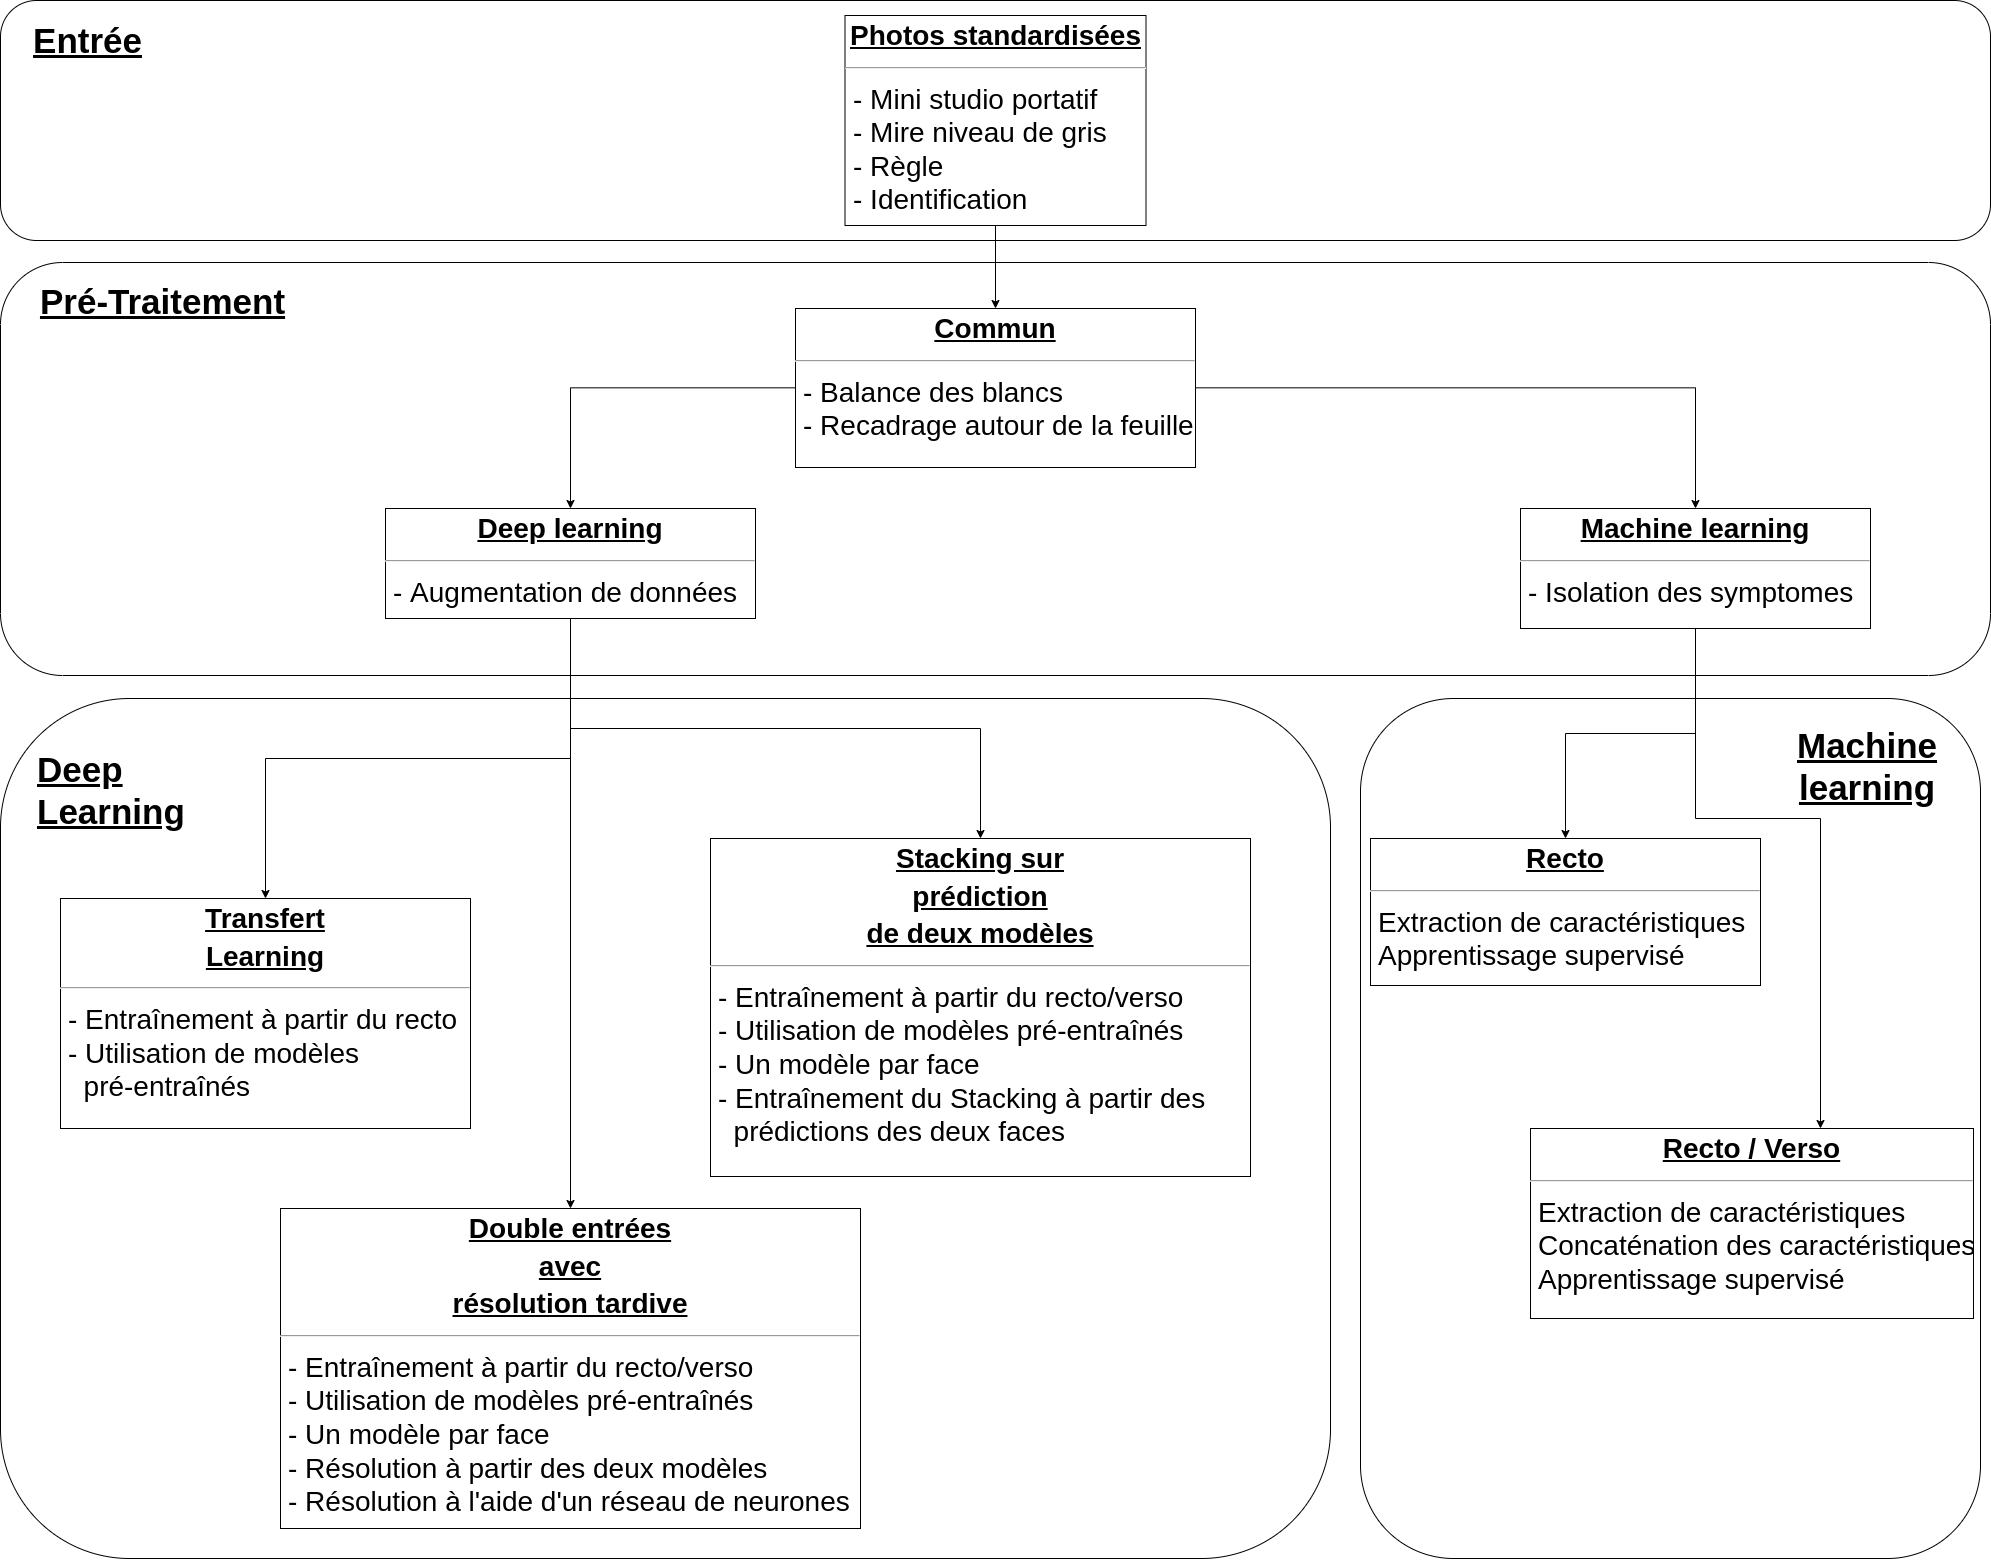 Entrée
Photos standardisées
- Mini studio portatif
- Mire niveau de gris
- Règle
- Identification
Pré-Traitement
Commun
- Balance des blancs
- Recadrage autour de la feuille
Deep learning
- Augmentation de données
Machine learning
- Isolation des symptomes
Deep
Learning
Transfert
Learning
- Entraînement à partir du recto
- Utilisation de modèles
pré-entraînés
Stacking sur
prédiction
de deux modèles
- Entraînement à partir du recto/verso
- Utilisation de modèles pré-entraînés
- Un modèle par face
- Entraînement du Stacking à partir des
prédictions des deux faces
Double entrées
avec
résolution tardive
- Entraînement à partir du recto/verso
- Utilisation de modèles pré-entraînés
- Un modèle par face
- Résolution à partir des deux modèles
- Résolution à l'aide d'un réseau de neurones
Machine
learning
Recto
Extraction de caractéristiques
Apprentissage supervisé
Recto / Verso
Extraction de caractéristiques
Concaténation des caractéristiques
Apprentissage supervisé